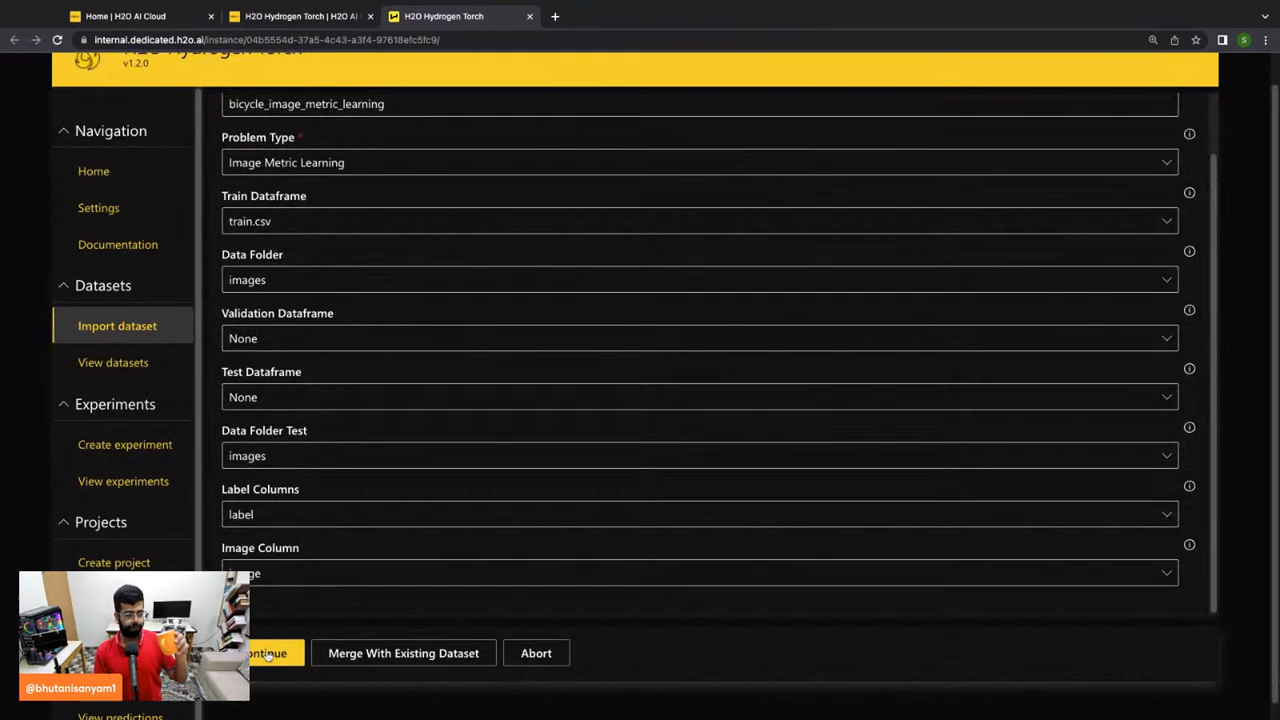 Home | H2O AI Cloud
H2O Hydrogen Torch | H2O AI
H2O Hydrogen Torch
internal.dedicated.h2o.ai/instance/04b5554d-37a5-4c43-a3f4-97618efc5fc9/
S
H2O Hydrogen Torch
v1.2.0
Navigation
Home
Settings
Documentation
Datasets
Import dataset
View datasets
Experiments
Create experiment
View experiments
Projects
Create project
View predictions
bicycle_image_metric_learning
Problem Type *
Image Metric Learning
Train Dataframe
train.csv
Data Folder
images
Validation Dataframe
None
Test Dataframe
None
Data Folder Test
images
Label Columns
label
Image Column
Merge With Existing Dataset
Abort
@bhutanisanyam1